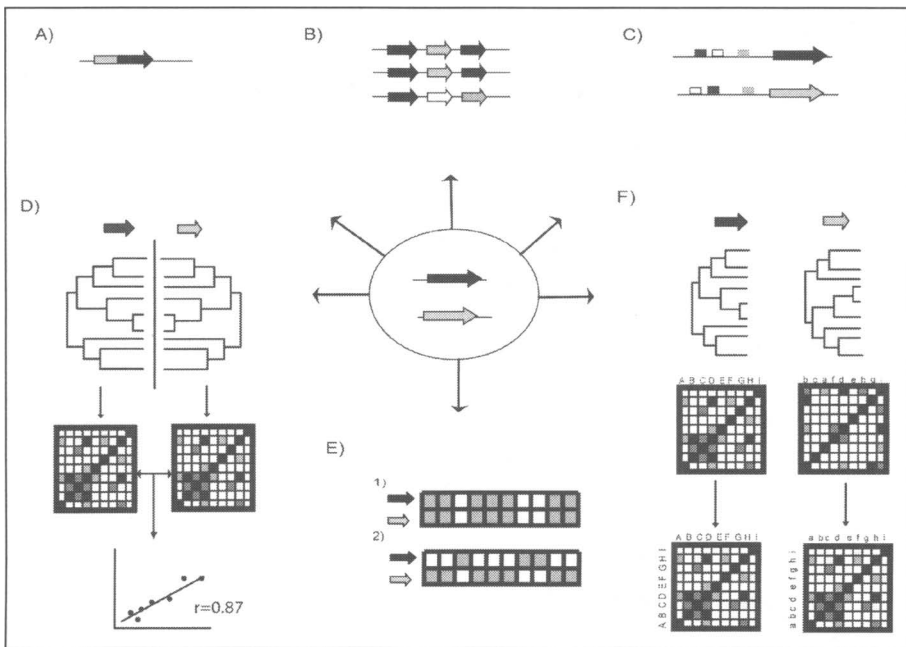 A)
B)
C)
D)
F)
A B C D E F G H I
b c a f d e h g
E)
1)
2)
A B C D E F G H I
a b c d e f g h i
A B C D E F G H I
a b c d e f g h i
r=0.87